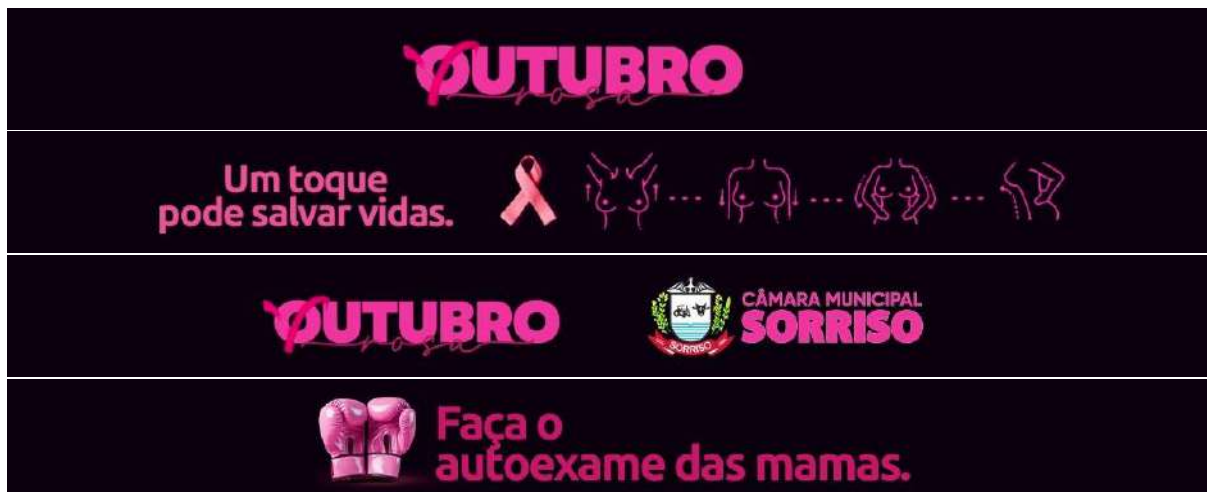 OUTUBRO
rosa
Um toque
pode salvar vidas.
OUTUBRO
rosa
CÂMARA MUNICIPAL
SORRISO
SORRISO
Faça o
autoexame das mamas.